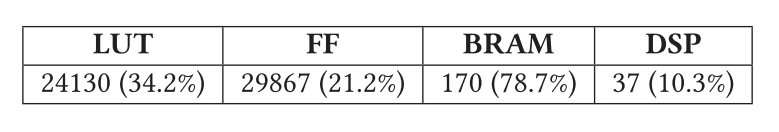 LUT FF BRAM DSP
24130 (34.2%) 29867 (21.2%) 170 (78.7%) 37 (10.3%)